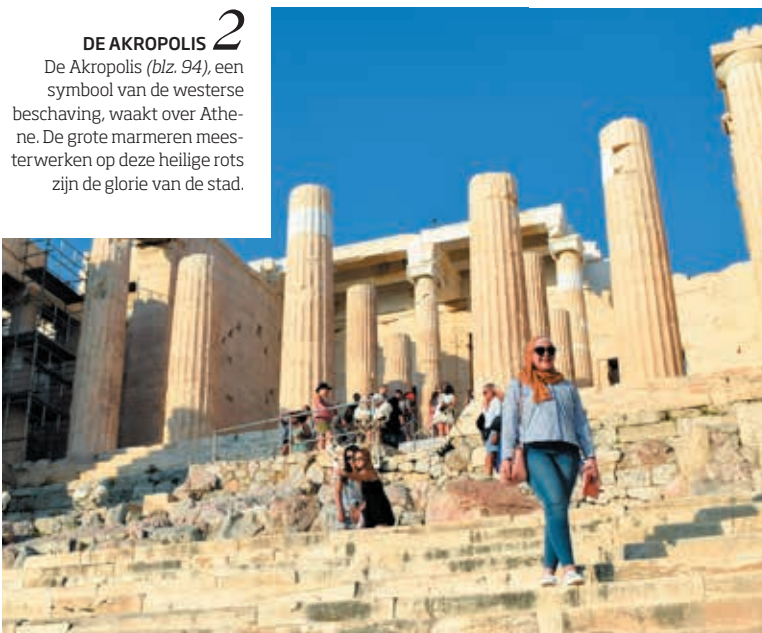 DE AKROPOLIS 2
De Akropolis (blz. 94), een
symbool van de westerse
beschaving, waakt over Athe-
ne. De grote marmeren mees-
terwerken op deze heilige rots
zijn de glorie van de stad.